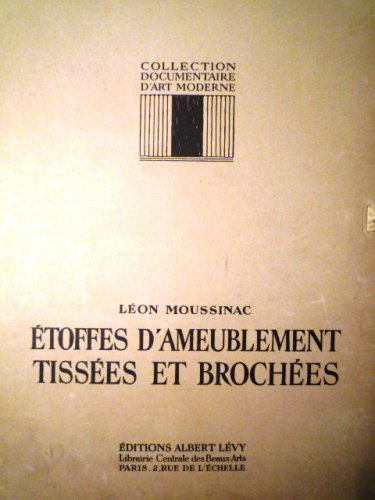 COLLECTION
DOCUMENTAIRE
D'ART MODERNE
LÉON MOUSSINAC
ÉTOFFES D'AMEUBLEMENT
TISSÉES ET BROCHÉES
ÉDITIONS ALBERT LÉVY
Librairie Centrale des Beaux Arts
PARIS. 2, RUE DE L'ÉCHELLE